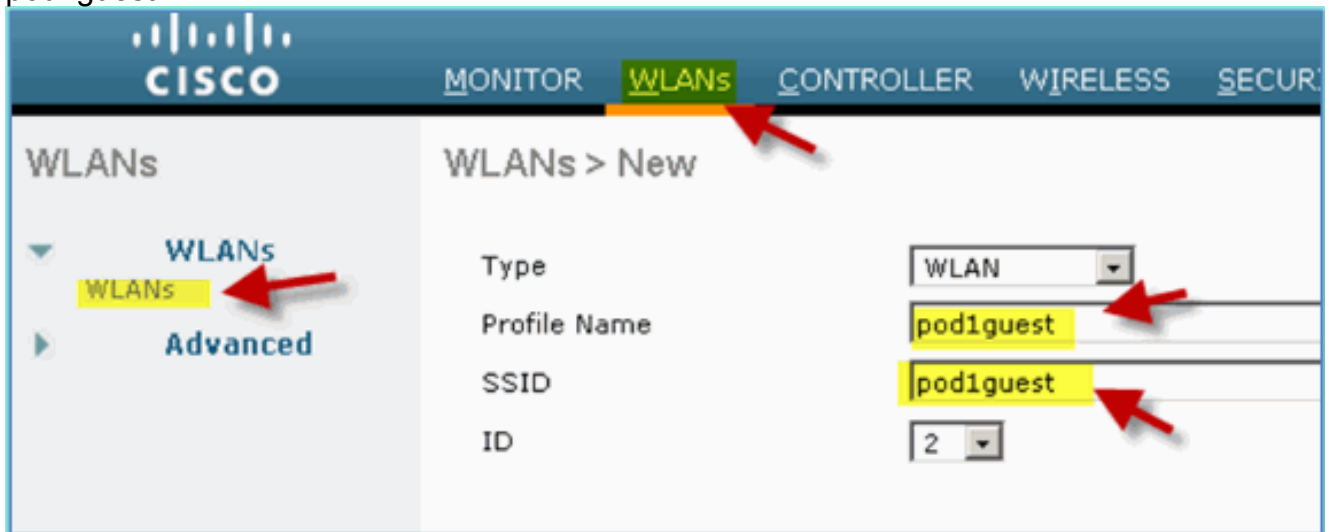 CISCO
MONITOR WLANs CONTROLLER WIRELESS
WLANs
WLANs > New
WLANs
WLANs
Advanced
Type WLAN
Profile Name pod1guest
SSID pod1guest
ID 2